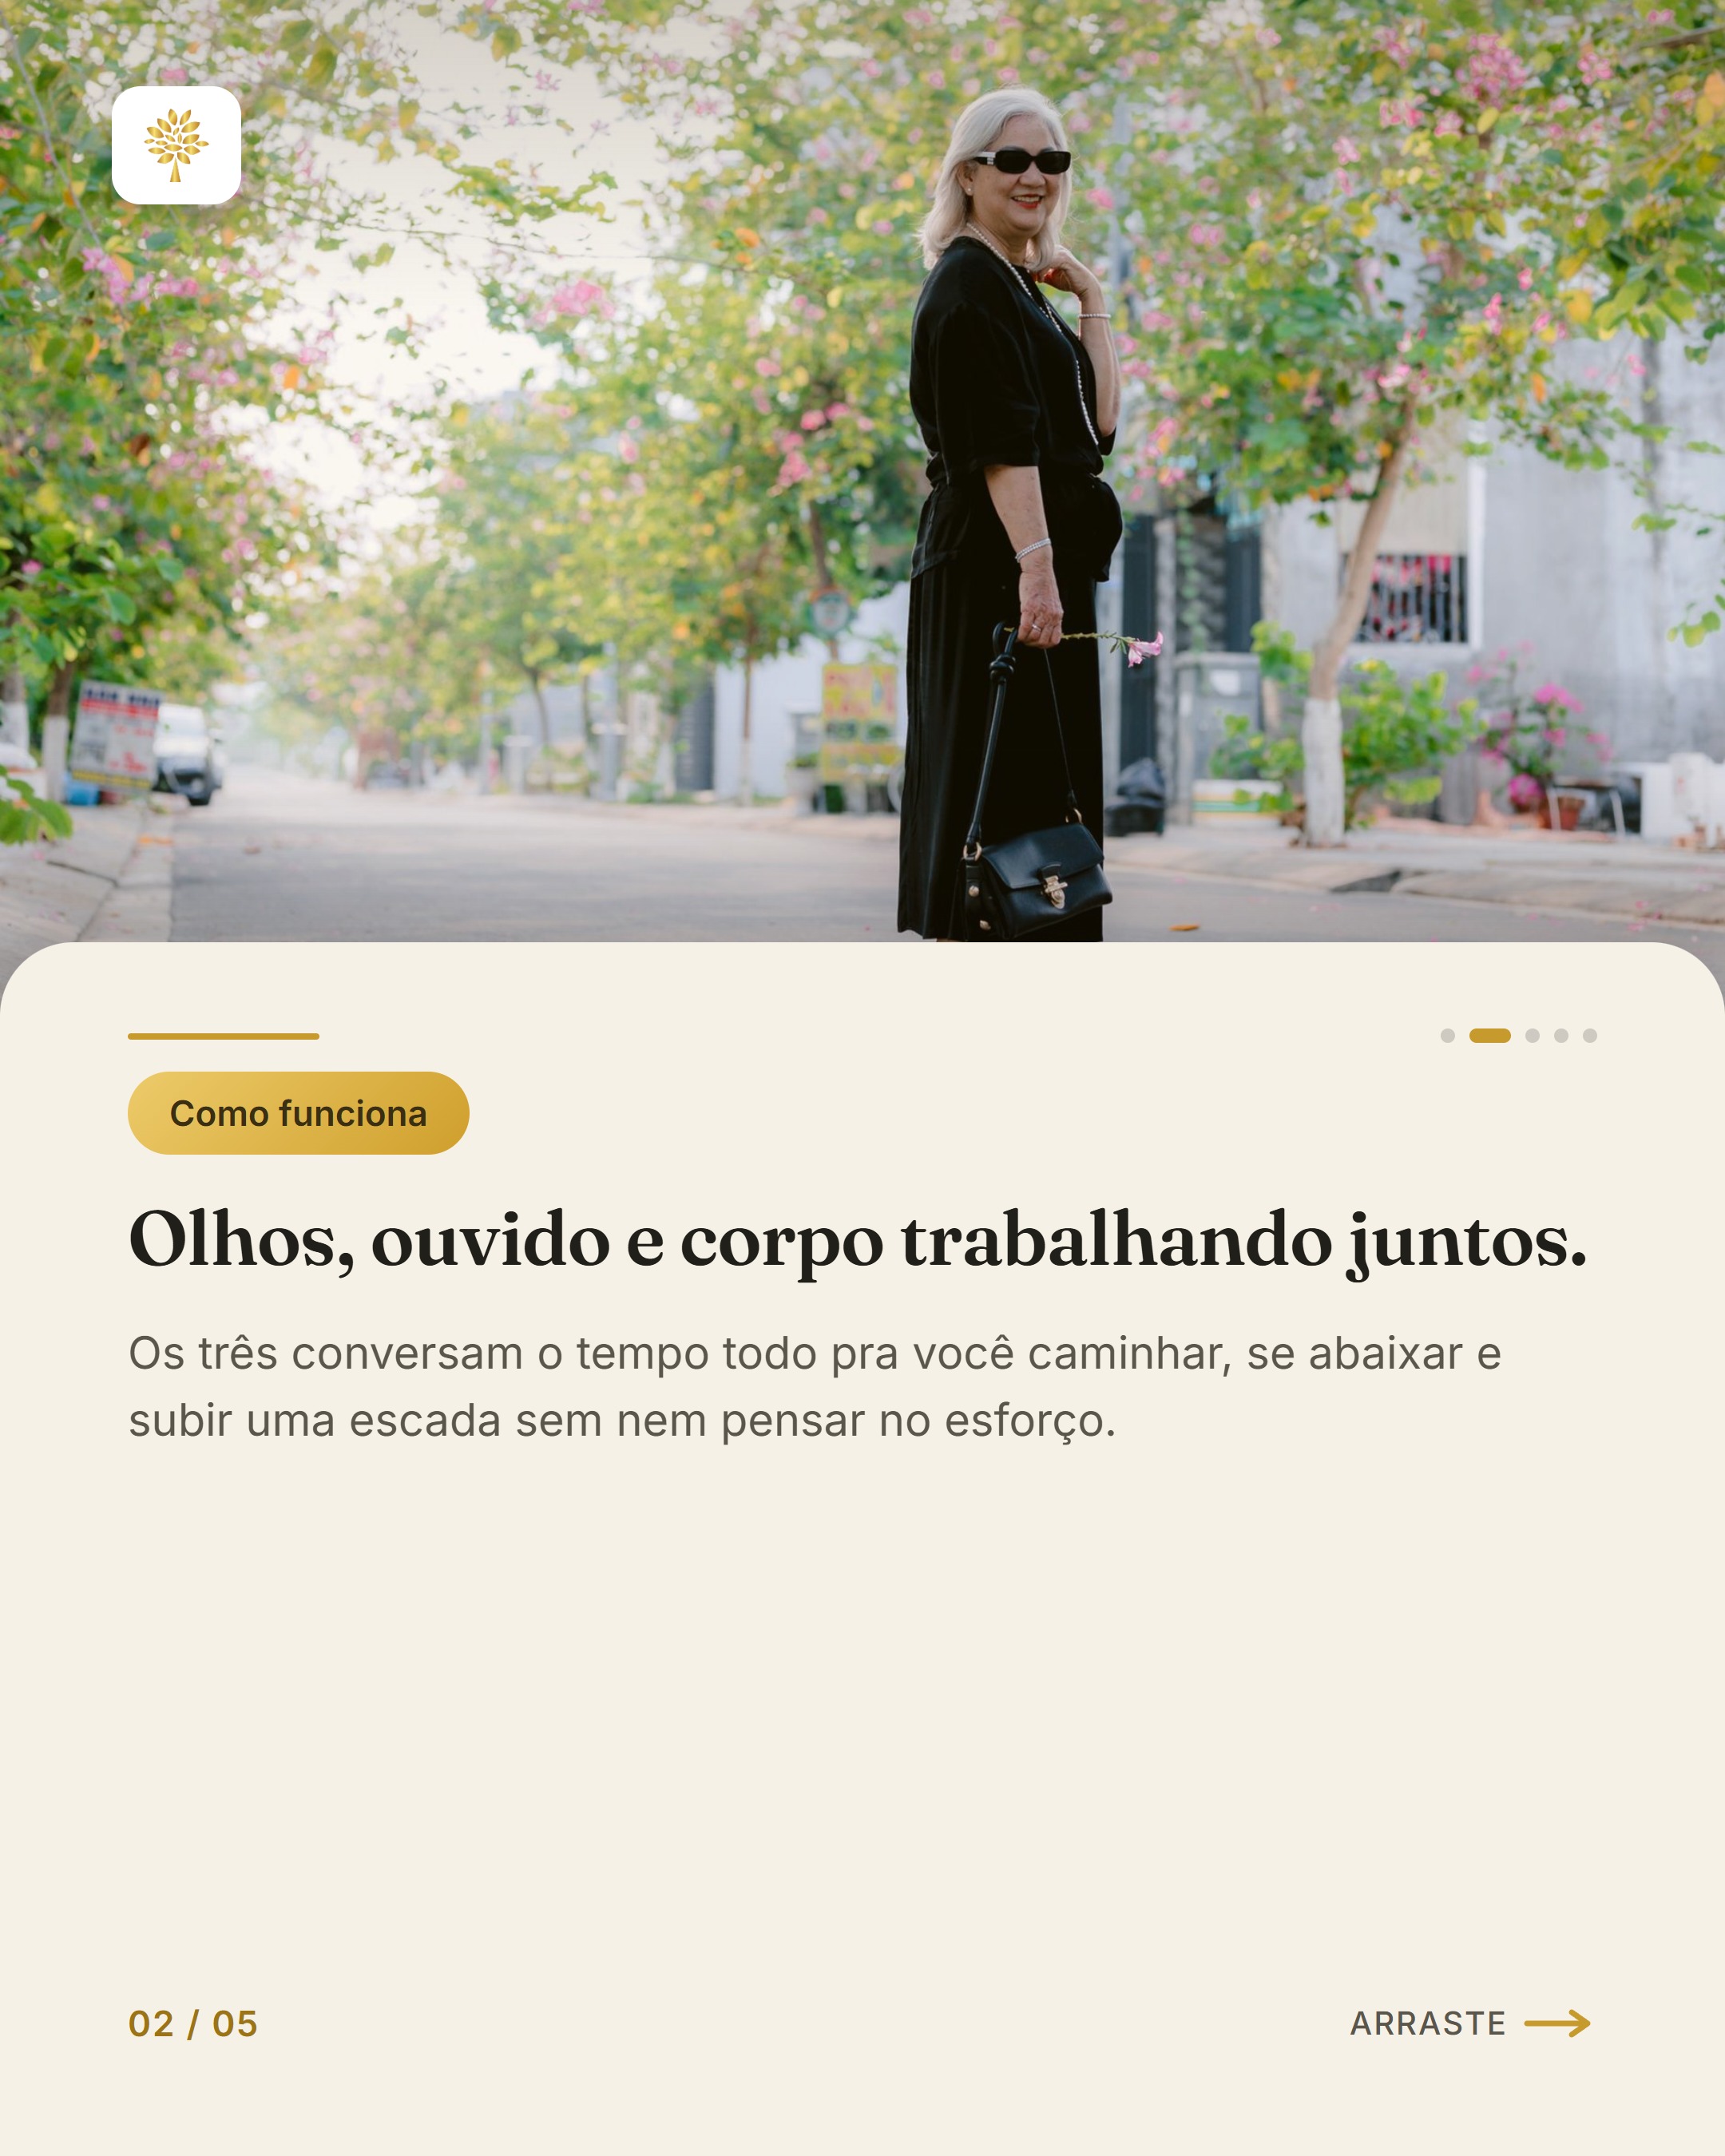 Como funciona
Olhos, ouvido e corpo trabalhando juntos.
Os três conversam o tempo todo pra você caminhar, se abaixar e
subir uma escada sem nem pensar no esforço.
02 / 05
ARRASTE